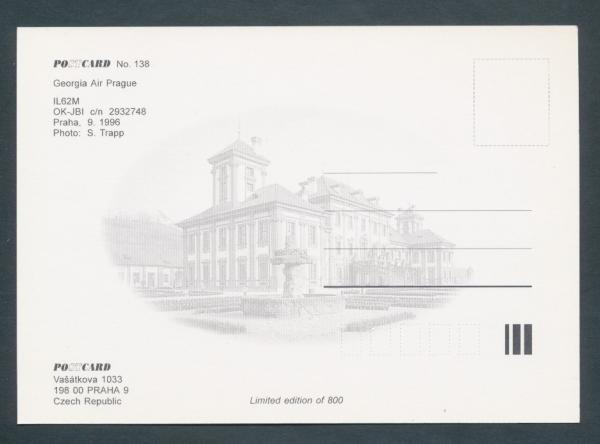 POSTCARD No. 138
Georgia Air Prague
IL62M
OK-JBI c/n 2932748
Praha, 9. 1996
Photo: S. Trapp
POSTCARD
Vašátkova 1033
198 00 PRAHA 9
Czech Republic
Limited edition of 800